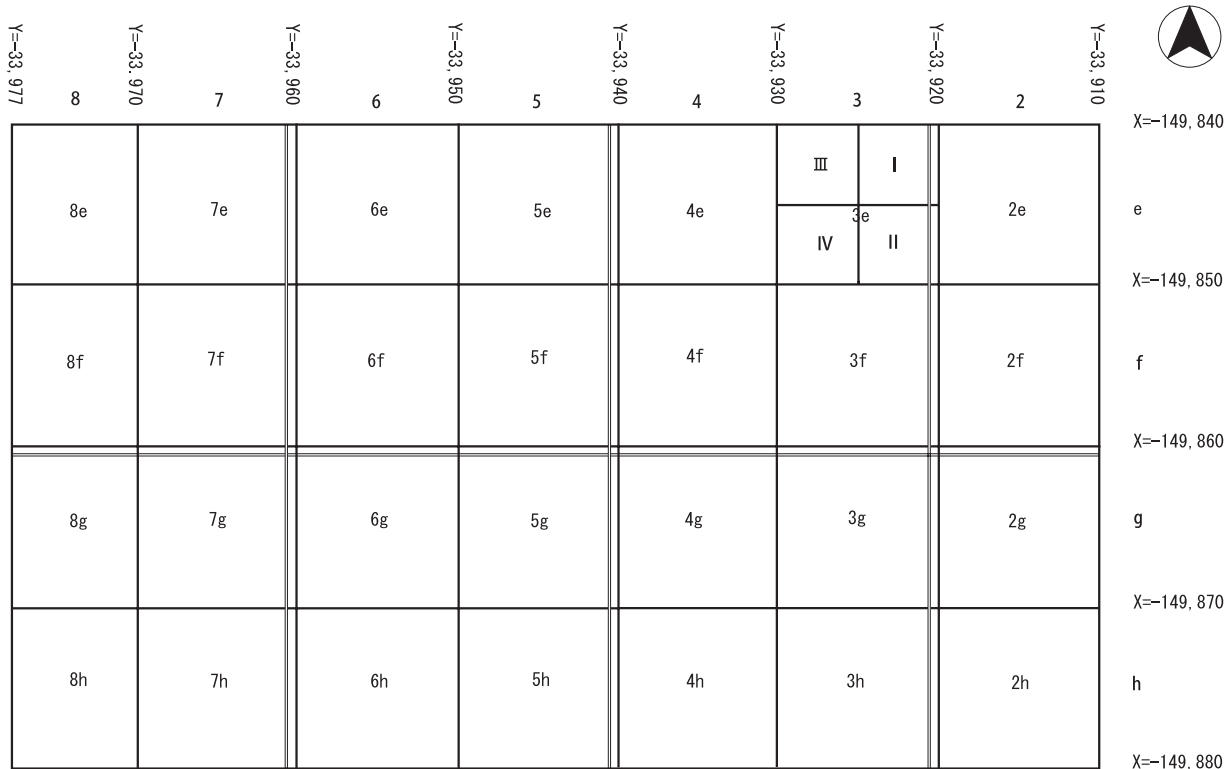 Y=-33,977
Y=-33.970
Y=-33,960
Y=-33,950
Y=-33,940
Y=-33,930
Y=-33,920
Y=-33,910
8 7 6 5 4 3 2
X=-149,840
Ⅲ Ⅰ
8e 7e 6e 5e 4e 3e 2e e
Ⅳ Ⅱ
X=-149,850
8f 7f 6f 5f 4f 3f 2f f
X=-149,860
8g 7g 6g 5g 4g 3g 2g g
X=-149,870
8h 7h 6h 5h 4h 3h 2h h
X=-149,880